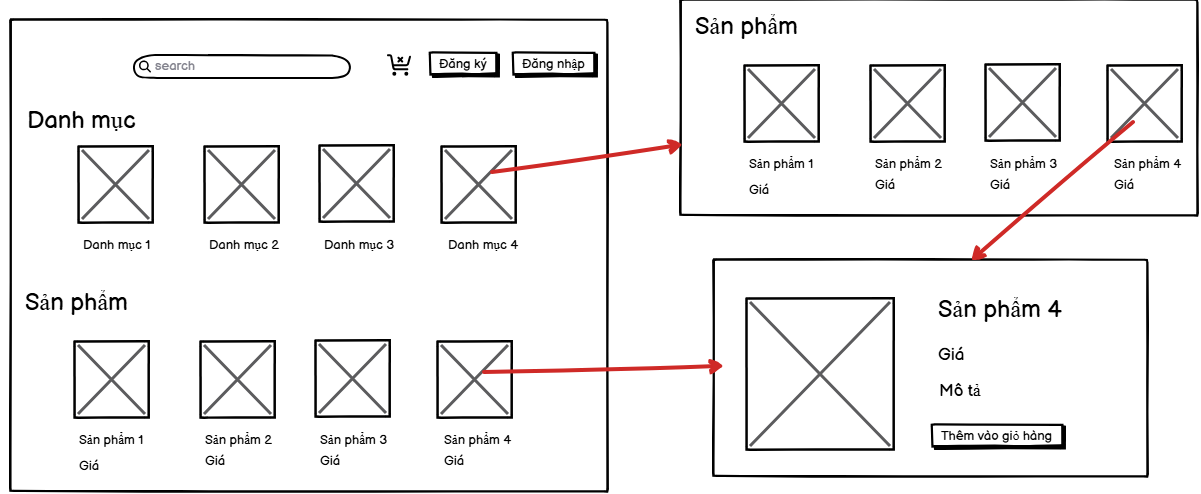 search
Đăng ký
Đăng nhập
Danh mục
Danh mục 1
Danh mục 2
Danh mục 3
Danh mục 4
Sản phẩm
Sản phẩm 1
Sản phẩm 2
Sản phẩm 3
Sản phẩm 4
Giá
Giá
Giá
Giá
Sản phẩm
Sản phẩm 1
Sản phẩm 2
Sản phẩm 3
Sản phẩm 4
Giá
Giá
Giá
Giá
Sản phẩm 4
Giá
Mô tả
Thêm vào giỏ hàng